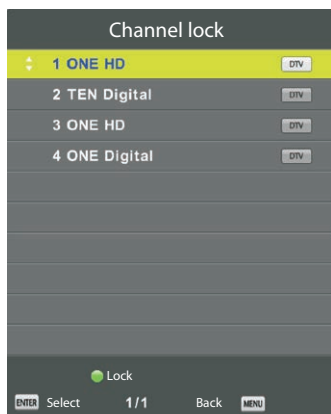 Channel lock
1 ONE HD DTV
2 TEN Digital DTV
3 ONE HD DTV
4 ONE Digital DTV
Lock
ENTER Select 1/1 Back MENU